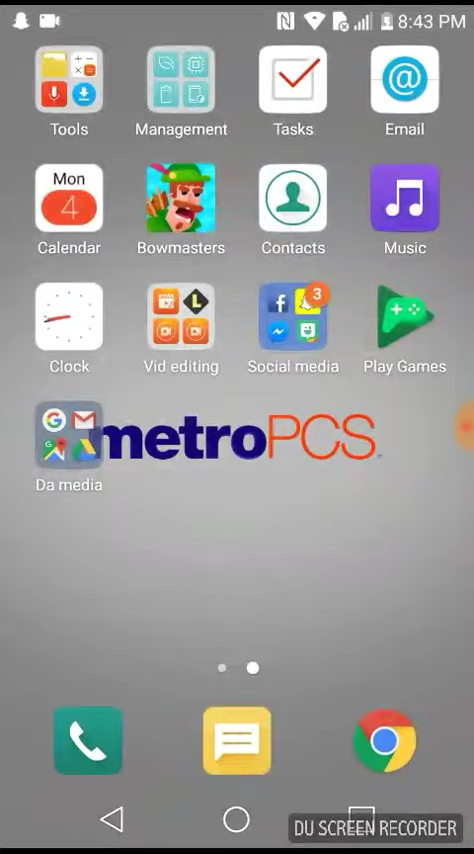 8:43 PM
Tools Management Tasks Email
Mon
4
Calendar Bowmasters Contacts Music
L
3
Clock Vid editing Social media Play Games
metroPCS
Da media
DU SCREEN RECORDER